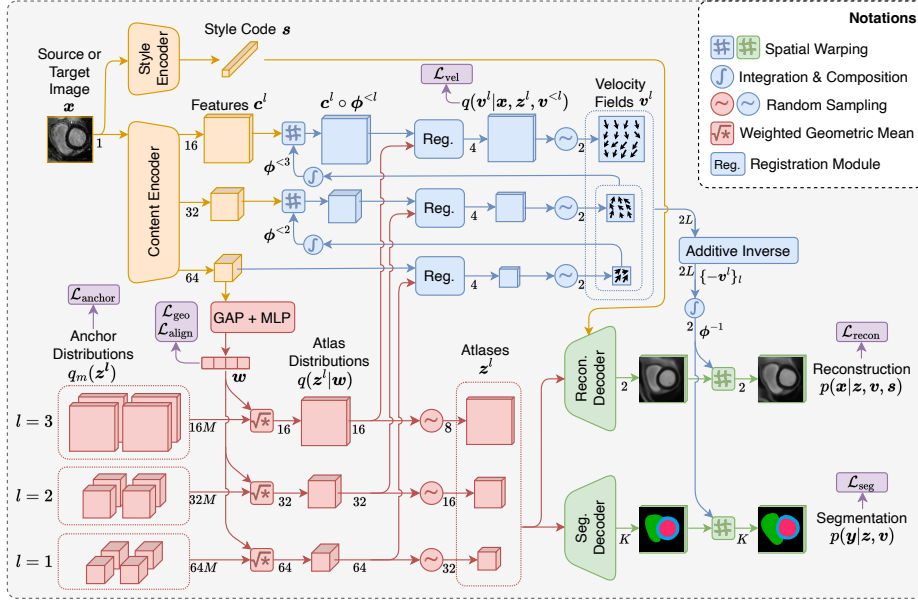 Source or
Target
Image
x
1
Style
Encoder
Style Code s
Content Encoder
Features c^l
c^l ∘ ϕ^{<l}
16
32
64
ϕ^{<3}
ϕ^{<2}
∫
∫
Reg.
Reg.
Reg.
4
4
4
L_vel
q(v^l|x, z^l, v^{<l})
~
~
~
2
2
2
Velocity
Fields v^l
Notations
Spatial Warping
∫ Integration & Composition
~ ~ Random Sampling
√* Weighted Geometric Mean
Reg. Registration Module
2L
Additive Inverse
2L
{−v^l}_l
∫
2
ϕ^{−1}
L_anchor
Anchor
Distributions
q_m(z^l)
L_geo
L_align
GAP + MLP
w
Atlas
Distributions
q(z^l|w)
Atlases
z^l
l = 3
16M
√*
16
16
~
8
l = 2
32M
√*
32
32
~
16
l = 1
64M
√*
64
64
~
32
Recon.
Decoder
2
2
L_recon
Reconstruction
p(x|z, v, s)
Seg.
Decoder
K
K
L_seg
Segmentation
p(y|z, v)